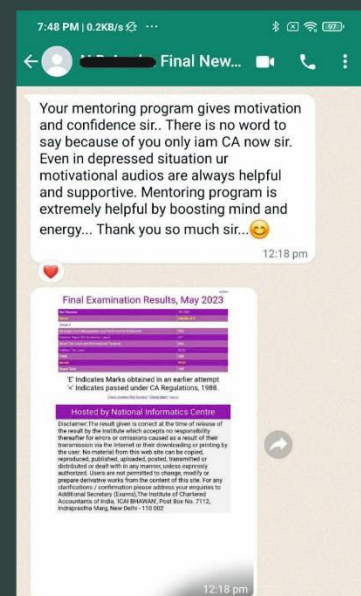 7:48 PM | 0.2KB/s
97
Final New...
Your mentoring program gives motivation
and confidence sir.. There is no word to
say because of you only iam CA now sir.
Even in depressed situation ur
motivational audios are always helpful
and supportive. Mentoring program is
extremely helpful by boosting mind and
energy... Thank you so much sir...😊
12:18 pm
Final Examination Results, May 2023
'E' Indicates Marks obtained in an earlier attempt
Indicates passed under CA Regulations, 1988.
Hosted by National Informatics Centre
Disclaimer:The result given is correct at the time of release of
the result by the Institute which accepts no responsibility
thereafter for errors or omissions caused as a result of their
transmission via the Internet or their downloading or printing by
the user. No material from this web site can be copied,
reproduced, published, uploaded, posted, transmitted or
distributed or dealt with in any manner, unless expressly
authorized. Users are not permitted to change, modify or
prepare derivative works from the content of this site. For any
clarifications / confirmation please address your enquiries to
Additional Secretary (Exams),The Institute of Chartered
Accountants of India, 'ICAI BHAWAN', Post Box No. 7112,
Indraprastha Marg, New Delhi - 110 002
12:18 pm